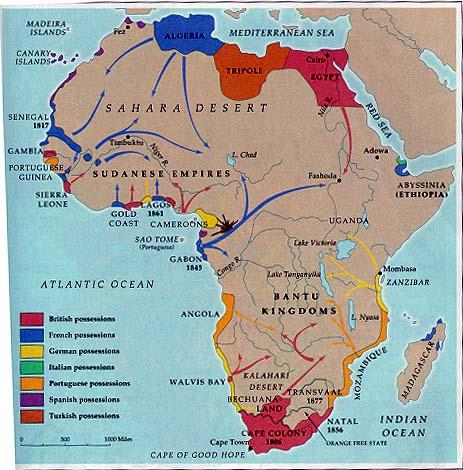 MADEIRA
ISLANDS
Fez
ALGERIA
MEDITERRANEAN SEA
CANARY
ISLANDS
TRIPOLI
Cairo
EGYPT
Nile R.
RED SEA
SAHARA DESERT
SENEGAL
1817
Timbuktu
Niger R.
L. Chad
Adowa
GAMBIA
PORTUGUESE
GUINEA
SUDANESE EMPIRES
Fashoda
ABYSSINIA
(ETHIOPIA)
SIERRA
LEONE
GOLD
COAST
LAGOS
1861
CAMEROONS
UGANDA
SAO TOME
(Portuguese)
GABON
1845
Congo R.
Lake Victoria
Mombasa
ZANZIBAR
Lake Tanganyika
ATLANTIC OCEAN
BANTU
KINGDOMS
ANGOLA
L. Nyasa
British possessions
French possessions
German possessions
Italian possessions
Portuguese possessions
Spanish possessions
Turkish possessions
MOZAMBIQUE
MADAGASCAR
WALVIS BAY
KALAHARI
DESERT
TRANSVAAL
1877
BECHUANA-
LAND
NATAL
1856
INDIAN
OCEAN
ORANGE FREE STATE
CAPE COLONY
1806
Cape Town
CAPE OF GOOD HOPE
0 500 1000 Miles